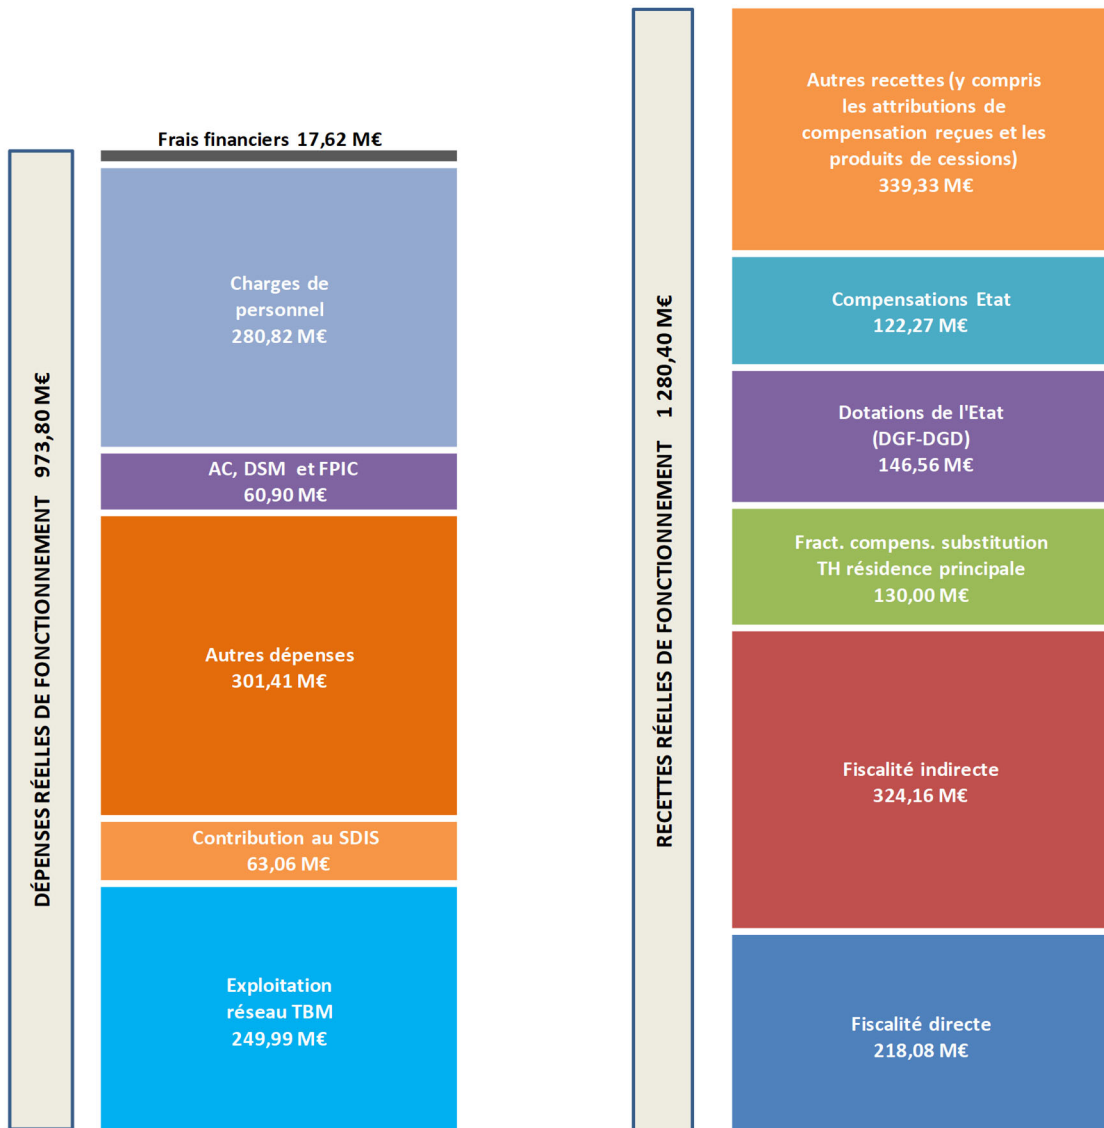 DÉPENSES RÉELLES DE FONCTIONNEMENT 973,80 M€
Frais financiers 17,62 M€
Charges de
personnel
280,82 M€
AC, DSM et FPIC
60,90 M€
Autres dépenses
301,41 M€
Contribution au SDIS
63,06 M€
Exploitation
réseau TBM
249,99 M€
RECETTES RÉELLES DE FONCTIONNEMENT 1 280,40 M€
Autres recettes (y compris
les attributions de
compensation reçues et les
produits de cessions)
339,33 M€
Compensations Etat
122,27 M€
Dotations de l'Etat
(DGF-DGD)
146,56 M€
Fract. compens. substitution
TH résidence principale
130,00 M€
Fiscalité indirecte
324,16 M€
Fiscalité directe
218,08 M€